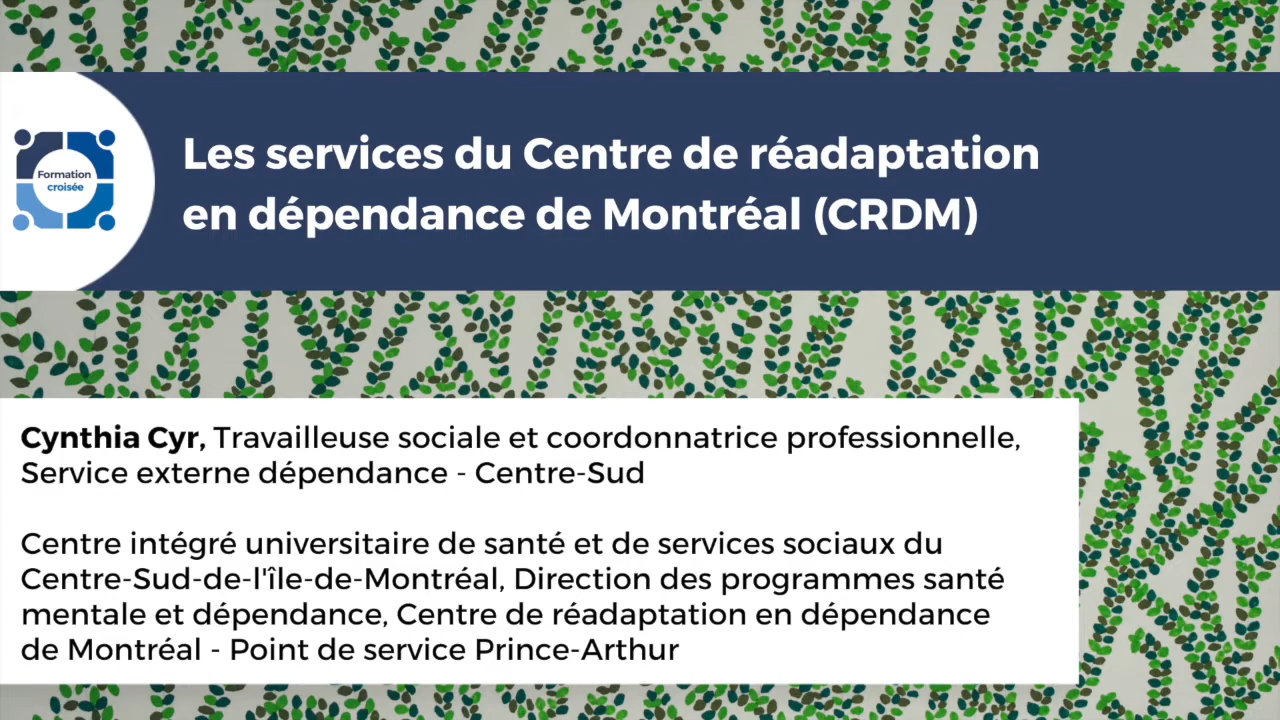 Formation
croisée
Les services du Centre de réadaptation
en dépendance de Montréal (CRDM)
Cynthia Cyr, Travailleuse sociale et coordonnatrice professionnelle,
Service externe dépendance - Centre-Sud
Centre intégré universitaire de santé et de services sociaux du
Centre-Sud-de-l'île-de-Montréal, Direction des programmes santé
mentale et dépendance, Centre de réadaptation en dépendance
de Montréal - Point de service Prince-Arthur